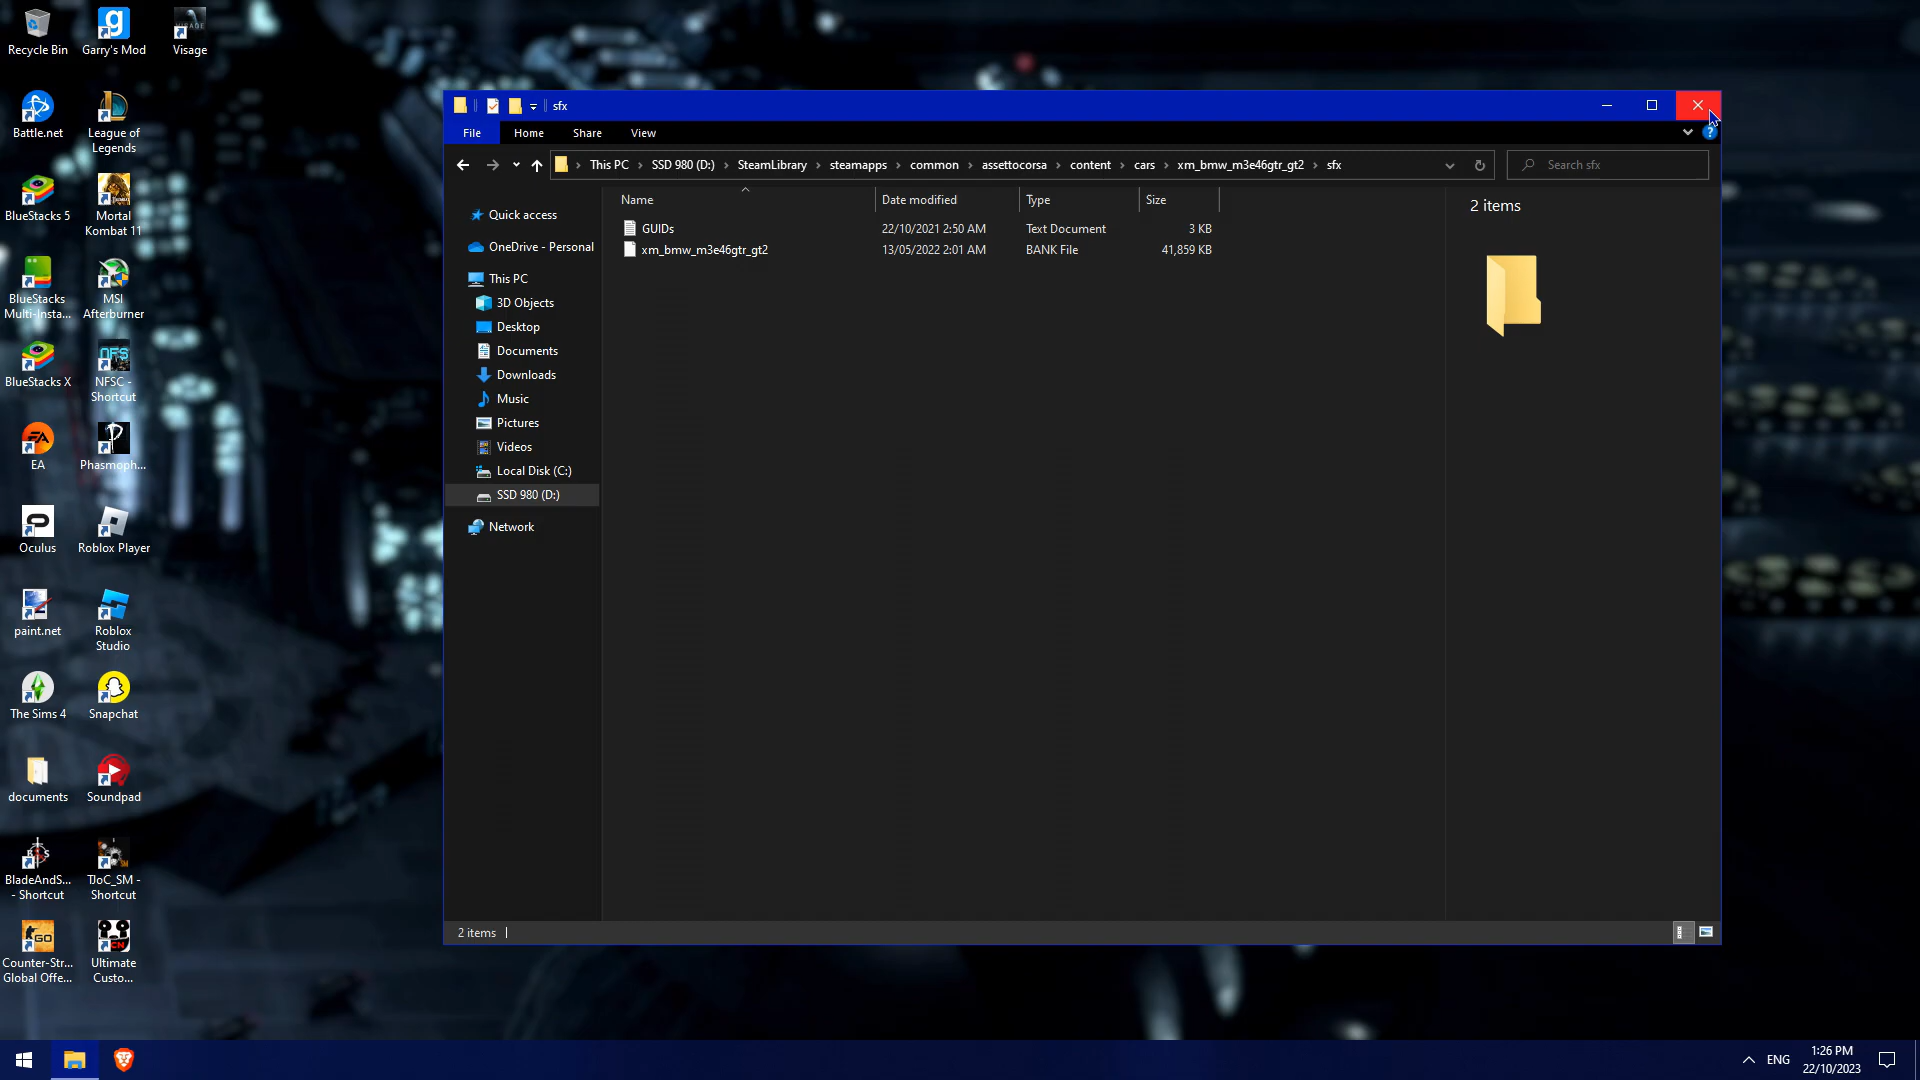 Recycle Bin
Garry's Mod
Visage
Battle.net
League of
Legends
BlueStacks 5
Mortal
Kombat 11
BlueStacks
Multi-Insta...
MSI
Afterburner
BlueStacks X
NFSC -
Shortcut
EA
Phasmoph...
Oculus
Roblox Player
paint.net
Roblox
Studio
The Sims 4
Snapchat
documents
Soundpad
BladeAndS...
- Shortcut
TJoC_SM -
Shortcut
Counter-Str...
Global Offe...
Ultimate
Custo...
sfx
File
Home
Share
View
This PC
SSD 980 (D:)
SteamLibrary
steamapps
common
assettocorsa
content
cars
xm_bmw_m3e46gtr_gt2
sfx
Search sfx
Quick access
OneDrive - Personal
This PC
3D Objects
Desktop
Documents
Downloads
Music
Pictures
Videos
Local Disk (C:)
SSD 980 (D:)
Network
Name
Date modified
Type
Size
GUIDs
22/10/2021 2:50 AM
Text Document
3 KB
xm_bmw_m3e46gtr_gt2
13/05/2022 2:01 AM
BANK File
41,859 KB
2 items
2 items
ENG
1:26 PM
22/10/2023